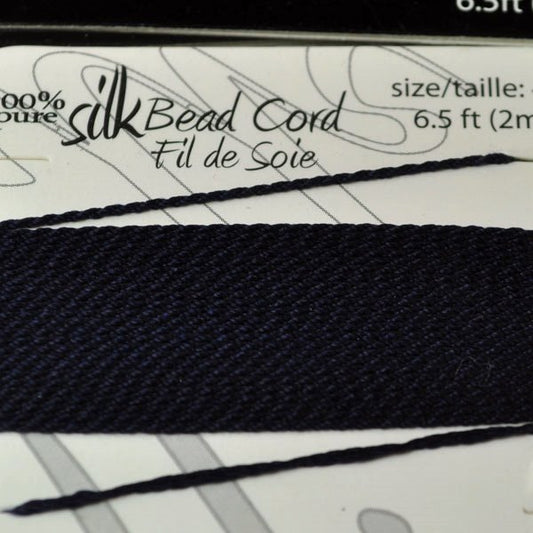 6.5ft
100%
pure
silk Bead Cord
Fil de Soie
size/taille:
6.5 ft (2m